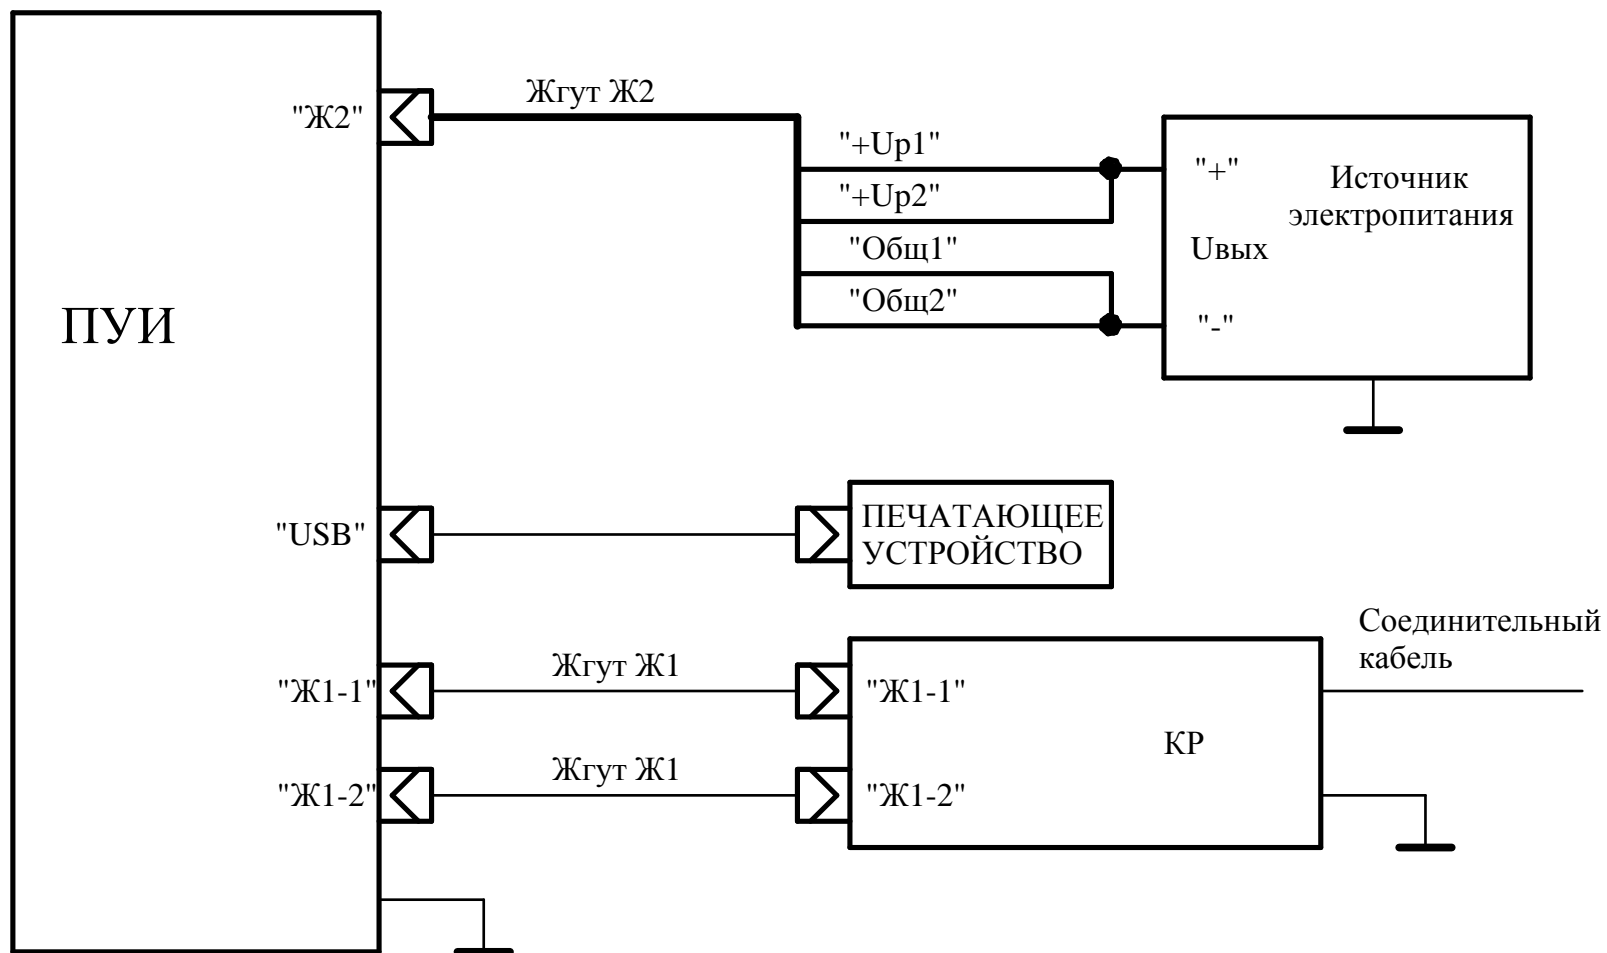 ПУИ
"Ж2"
Жгут Ж2
"+Up1"
"+Up2"
"Общ1"
"Общ2"
"+"
Источник
электропитания
Uвых
"-"
"USB"
ПЕЧАТАЮЩЕЕ
УСТРОЙСТВО
"Ж1-1"
Жгут Ж1
"Ж1-1"
КР
Соединительный
кабель
"Ж1-2"
Жгут Ж1
"Ж1-2"